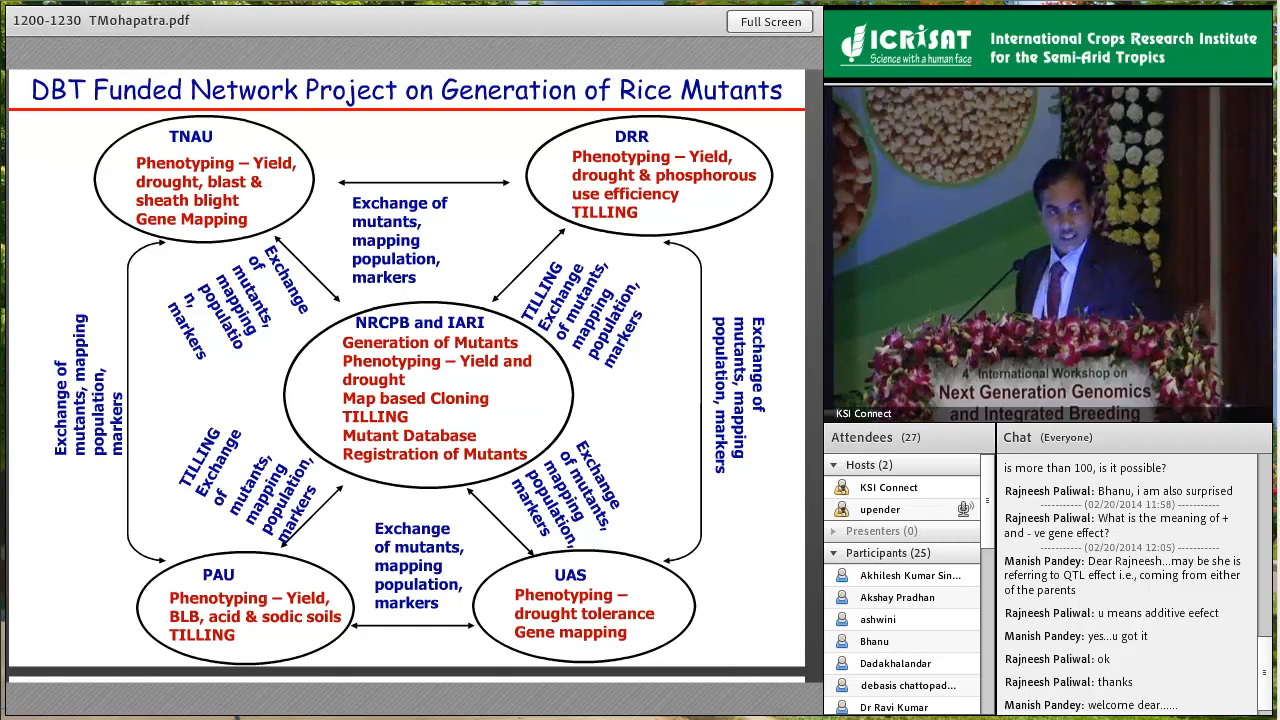 1200-1230 TMohapatra.pdf
Full Screen
DBT Funded Network Project on Generation of Rice Mutants
TNAU
Phenotyping – Yield,
drought, blast &
sheath blight
Gene Mapping
DRR
Phenotyping – Yield,
drought & phosphorous
use efficiency
TILLING
Exchange of
mutants,
mapping
population,
markers
Exchange
of
mutants,
mapping
populatio
n,
markers
TILLING
Exchange
of mutants,
mapping
population,
markers
Exchange of
mutants, mapping
population,
markers
NRCPB and IARI
Generation of Mutants
Phenotyping – Yield and
drought
Map based Cloning
TILLING
Mutant Database
Registration of Mutants
Exchange of
mutants, mapping
population, markers
TILLING
Exchange
of
mutants,
mapping
population,
markers
Exchange
of mutants,
mapping
population,
markers
Exchange
of mutants,
mapping
population,
markers
PAU
Phenotyping – Yield,
BLB, acid & sodic soils
TILLING
UAS
Phenotyping –
drought tolerance
Gene mapping
ICRISAT
Science with a human face
International Crops Research Institute
for the Semi-Arid Tropics
4th International Workshop on
Next Generation Genomics
and Integrated Breeding
KSI Connect
Attendees (27)
Hosts (2)
KSI Connect
upender
Presenters (0)
Participants (25)
Akhilesh Kumar Sin...
Akshay Pradhan
ashwini
Bhanu
Dadakhalandar
debasis chattopad...
Dr Ravi Kumar
Chat (Everyone)
is more than 100, is it possible?
Rajneesh Paliwal: Bhanu, i am also surprised
----------- (02/20/2014 11:58) -----------
Rajneesh Paliwal: What is the meaning of +
and - ve gene effect?
----------- (02/20/2014 12:05) -----------
Manish Pandey: Dear Rajneesh...may be she is
referring to QTL effect i.e., coming from either
of the parents
Rajneesh Paliwal: u means additive eefect
Manish Pandey: yes...u got it
Rajneesh Paliwal: ok
Rajneesh Paliwal: thanks
Manish Pandey: welcome dear......